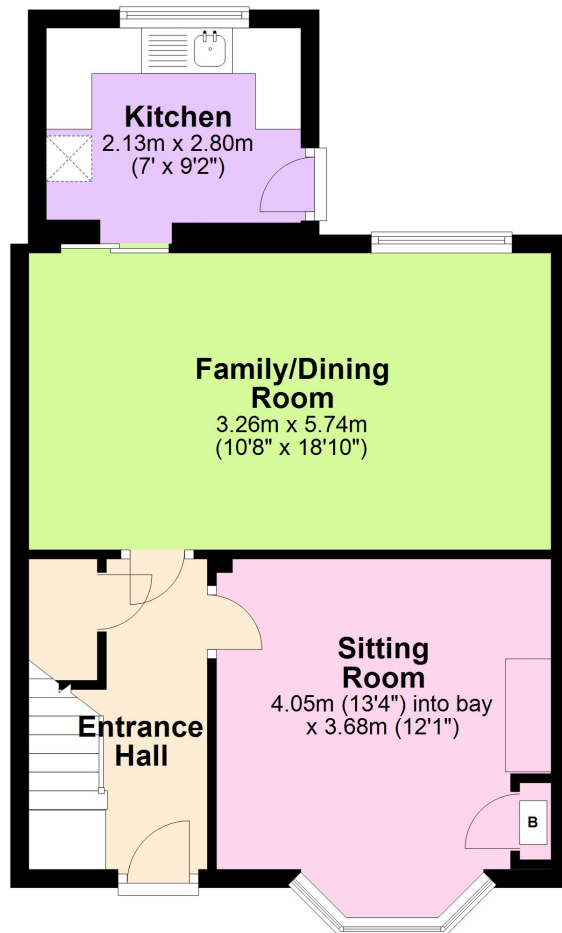 Kitchen
2.13m x 2.80m
(7' x 9'2")
Family/Dining
Room
3.26m x 5.74m
(10'8" x 18'10")
Sitting
Room
4.05m (13'4") into bay
x 3.68m (12'1")
Entrance
Hall
B